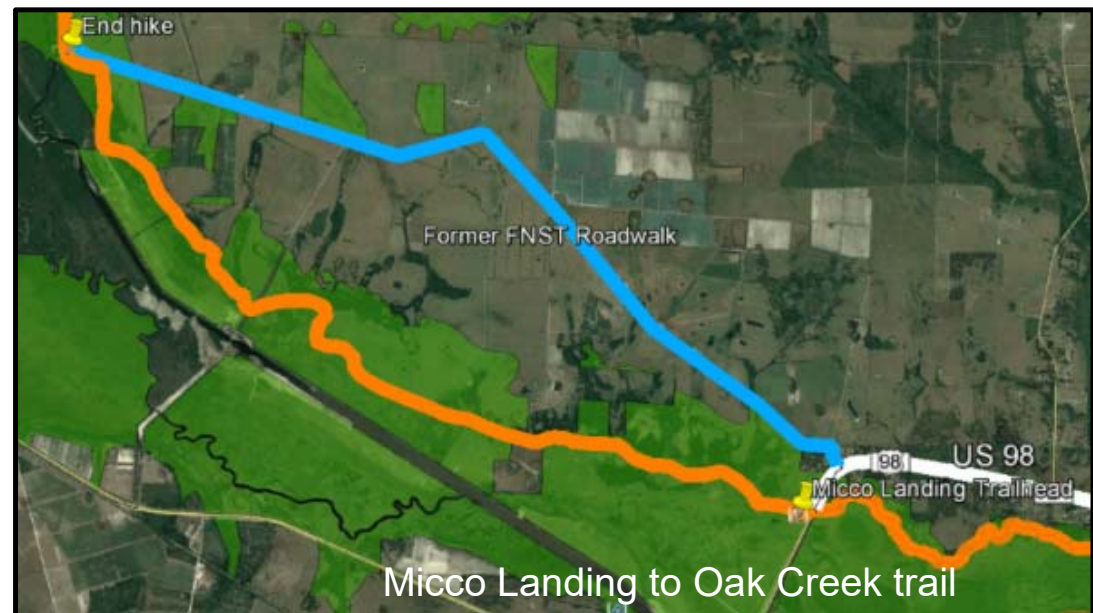 End hike
Former FNST Roadwalk
98
US 98
Micco Landing Trailhead
Micco Landing to Oak Creek trail